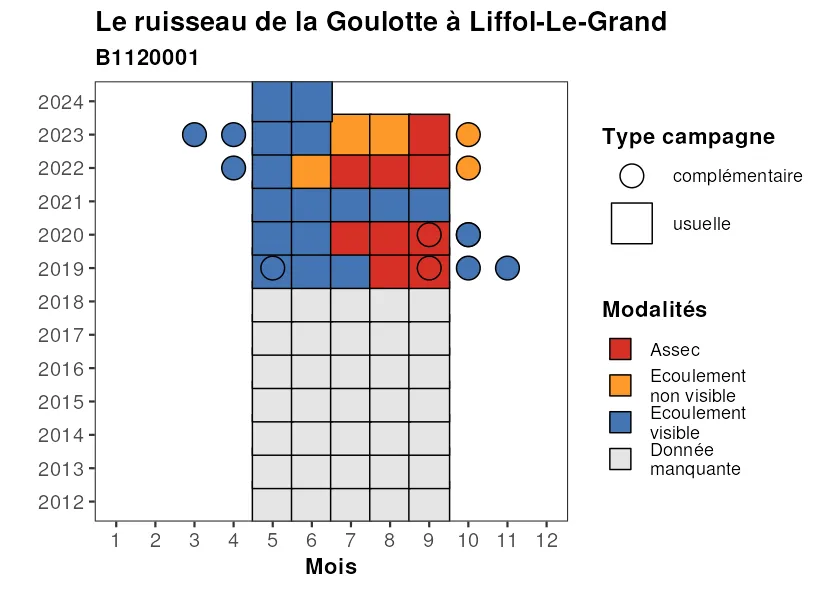 Le ruisseau de la Goulotte à Liffol-Le-Grand
B1120001
2024
2023
2022
2021
2020
2019
2018
2017
2016
2015
2014
2013
2012
1 2 3 4 5 6 7 8 9 10 11 12
Mois
Type campagne
complémentaire
usuelle
Modalités
Assec
Ecoulement
non visible
Ecoulement
visible
Donnée
manquante